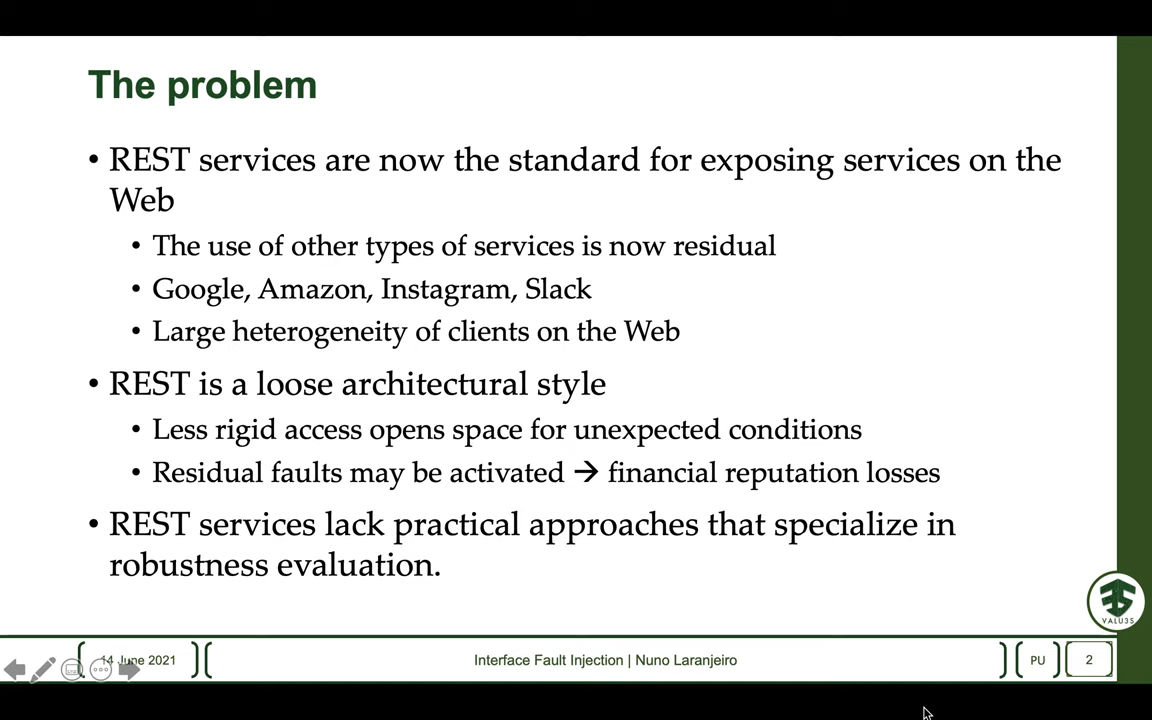 The problem
• REST services are now the standard for exposing services on the
Web
• The use of other types of services is now residual
• Google, Amazon, Instagram, Slack
• Large heterogeneity of clients on the Web
• REST is a loose architectural style
• Less rigid access opens space for unexpected conditions
• Residual faults may be activated → financial reputation losses
• REST services lack practical approaches that specialize in
robustness evaluation.
VALU3S
14 June 2021
Interface Fault Injection | Nuno Laranjeiro
PU
2